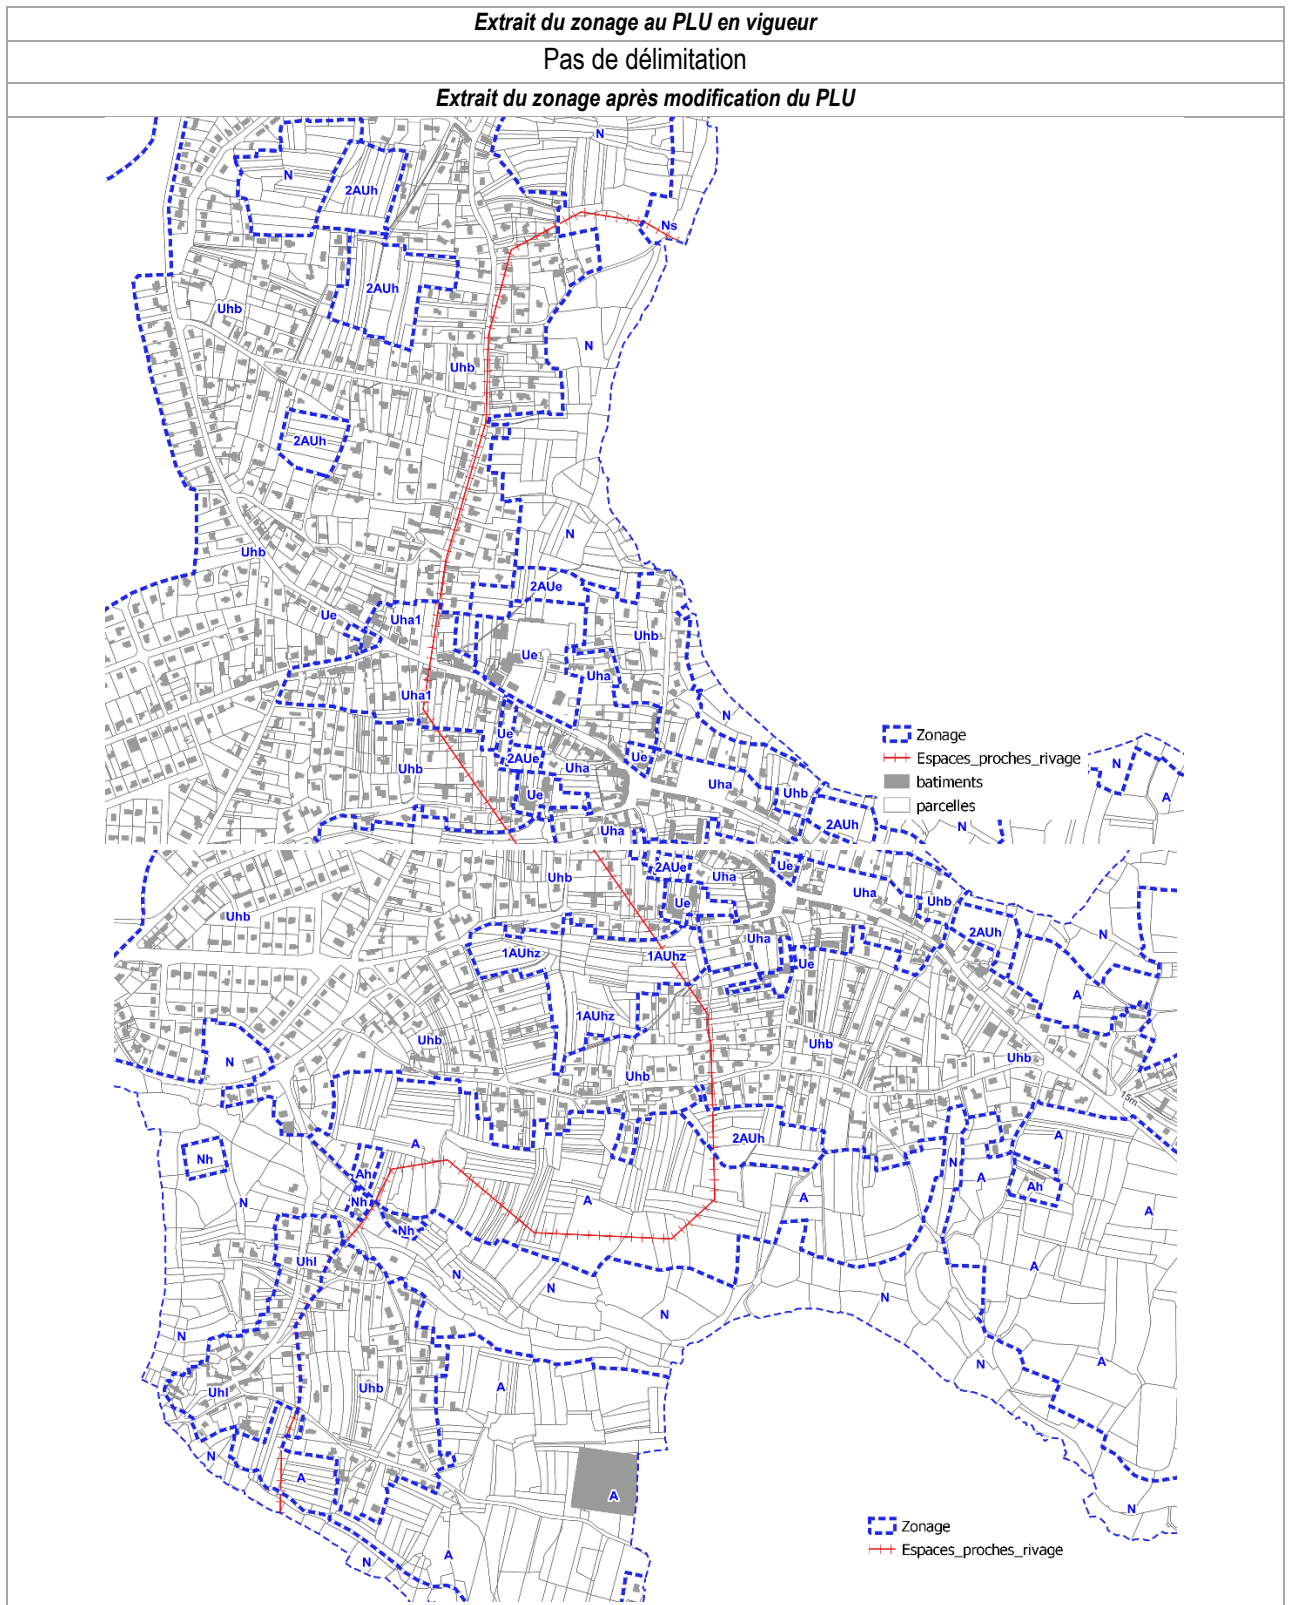 Extrait du zonage au PLU en vigueur
Pas de délimitation
Extrait du zonage après modification du PLU
N
N
2AUh
Ns
2AUh
Uhb
N
Uhb
2AUh
N
Uhb
2AUe
Ue
Uha1
Uhb
Ue
Uha
Uha1
N
Ue
Zonage
2AUe
Ue
Espaces_proches_rivage
N
Uhb
Uha
Uha
batiments
Ue
Uhb
A
parcelles
2AUh
N
Uha
2AUe
Ue
Uhb
Uha
Uha
Ue
Uhb
Uhb
2AUh
N
Uha
1AUhz
1AUhz
Ue
A
1AUhz
Uhb
Uhb
Uhb
N
Uhb
15m
A
2AUh
A
Nh
N
Ah
A
Ah
N
Nh
A
A
A
Nh
Uhl
A
N
N
N
N
N
N
A
Uhl
Uhb
A
N
A
A
N
Zonage
N
A
Espaces_proches_rivage